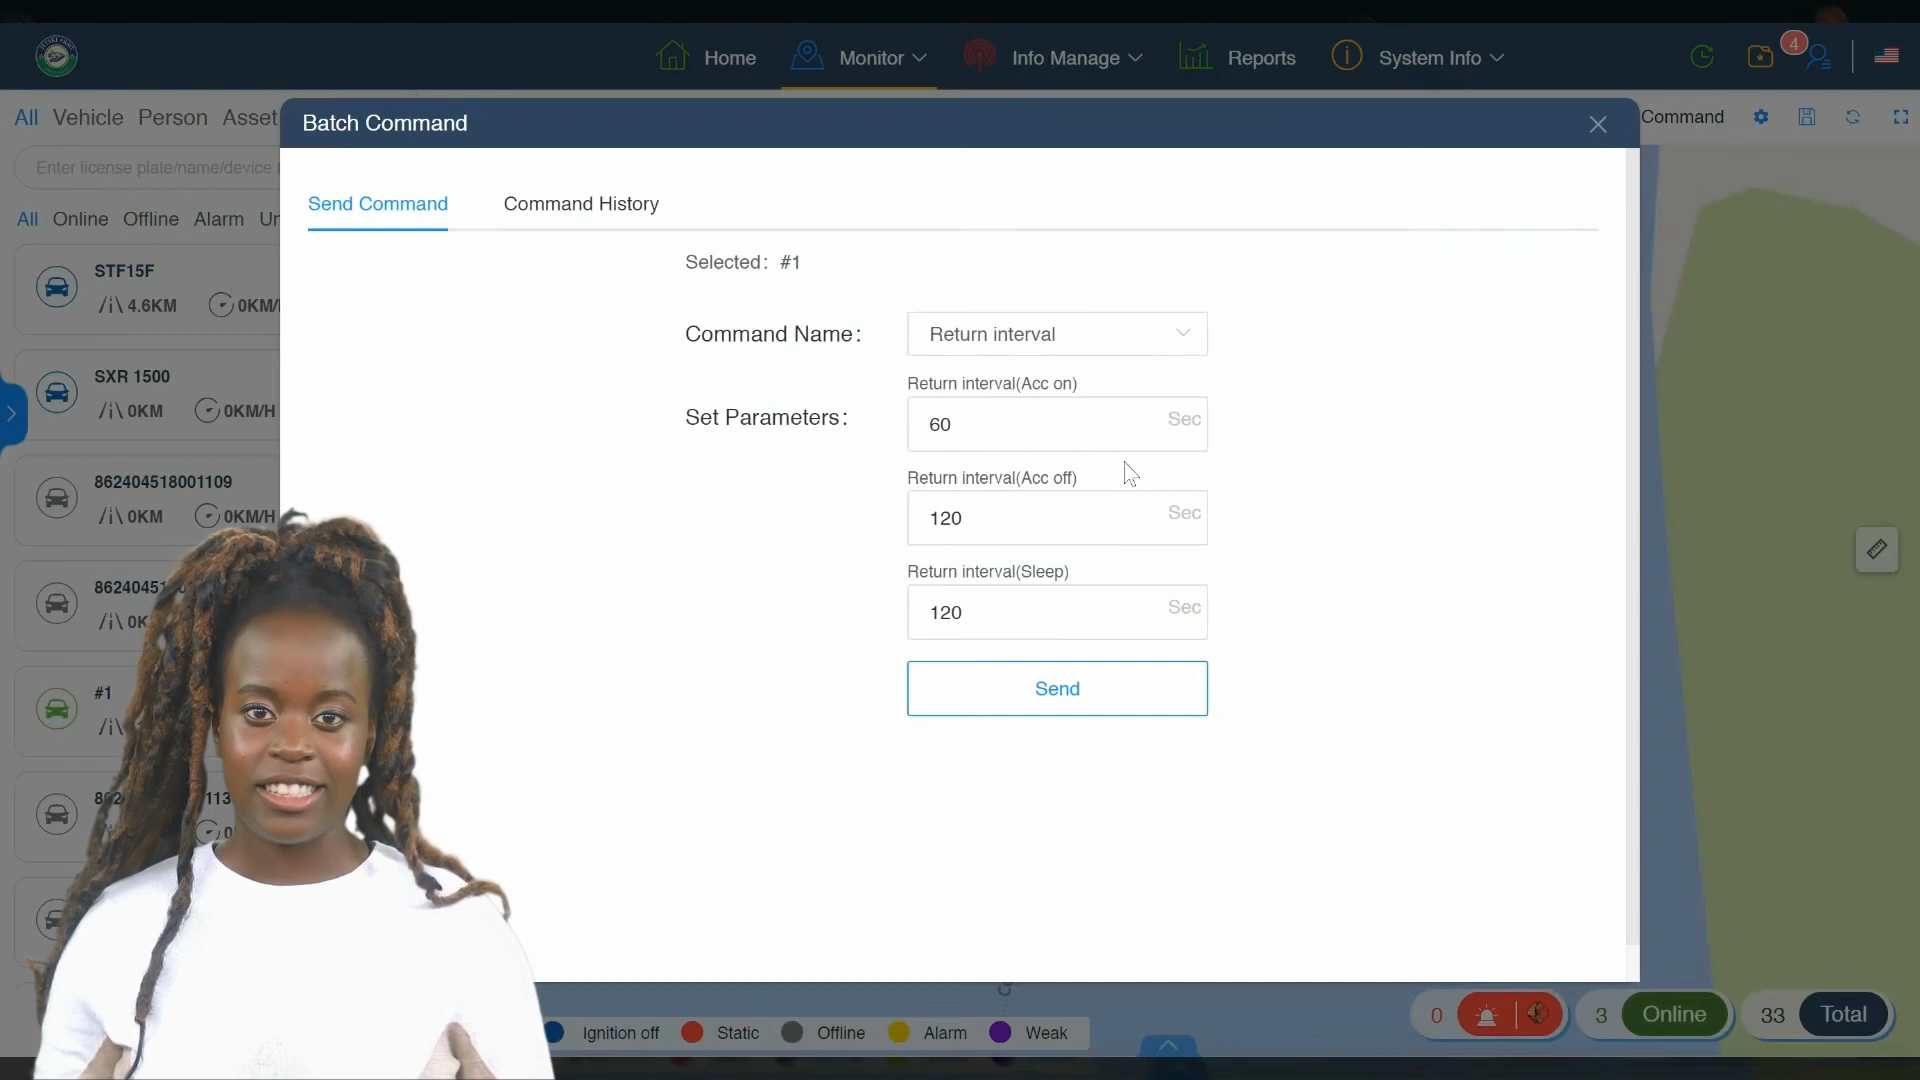 Home
Monitor
Info Manage
Reports
System Info
4
All Vehicle Person Asset
Batch Command
Command
Enter license plate/name/device
Send Command
Command History
All Online Offline Alarm Un
Selected: #1
STF15F
4.6KM
0KM/
Command Name:
Return interval
SXR 1500
0KM
0KM/H
Return interval(Acc on)
Set Parameters:
60
Sec
Return interval(Acc off)
120
Sec
862404518001109
0KM
0KM/H
Return interval(Sleep)
120
Sec
Send
#1
Ignition off
Static
Offline
Alarm
Weak
0
3
Online
33
Total